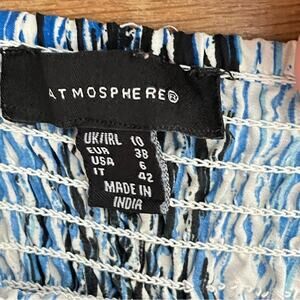 ATMOSPHERE®
UK/IRL 10
EUR 38
USA 6
IT 42
MADE IN
INDIA